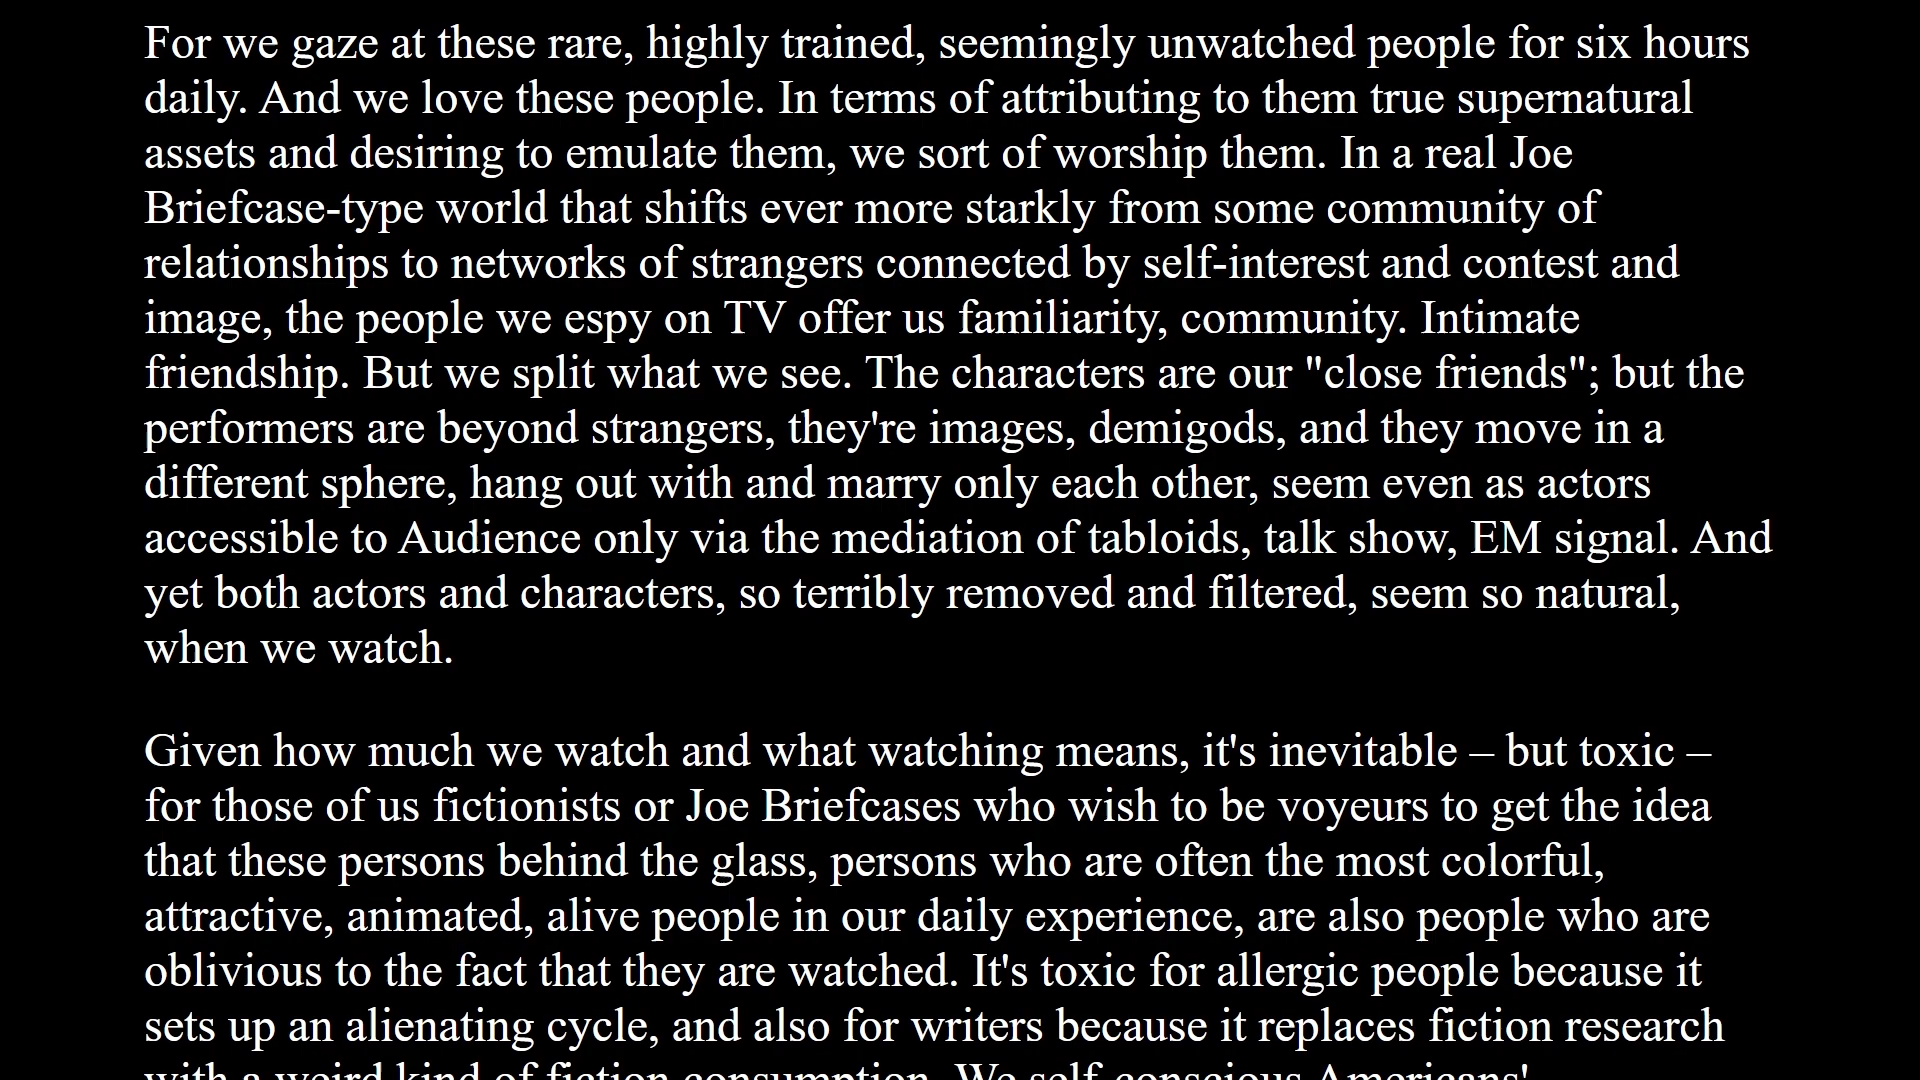 For we gaze at these rare, highly trained, seemingly unwatched people for six hours
daily. And we love these people. In terms of attributing to them true supernatural
assets and desiring to emulate them, we sort of worship them. In a real Joe
Briefcase-type world that shifts ever more starkly from some community of
relationships to networks of strangers connected by self-interest and contest and
image, the people we espy on TV offer us familiarity, community. Intimate
friendship. But we split what we see. The characters are our "close friends"; but the
performers are beyond strangers, they're images, demigods, and they move in a
different sphere, hang out with and marry only each other, seem even as actors
accessible to Audience only via the mediation of tabloids, talk show, EM signal. And
yet both actors and characters, so terribly removed and filtered, seem so natural,
when we watch.
Given how much we watch and what watching means, it's inevitable – but toxic –
for those of us fictionists or Joe Briefcases who wish to be voyeurs to get the idea
that these persons behind the glass, persons who are often the most colorful,
attractive, animated, alive people in our daily experience, are also people who are
oblivious to the fact that they are watched. It's toxic for allergic people because it
sets up an alienating cycle, and also for writers because it replaces fiction research
with a weird kind of fiction consumption. We self-conscious Americans'